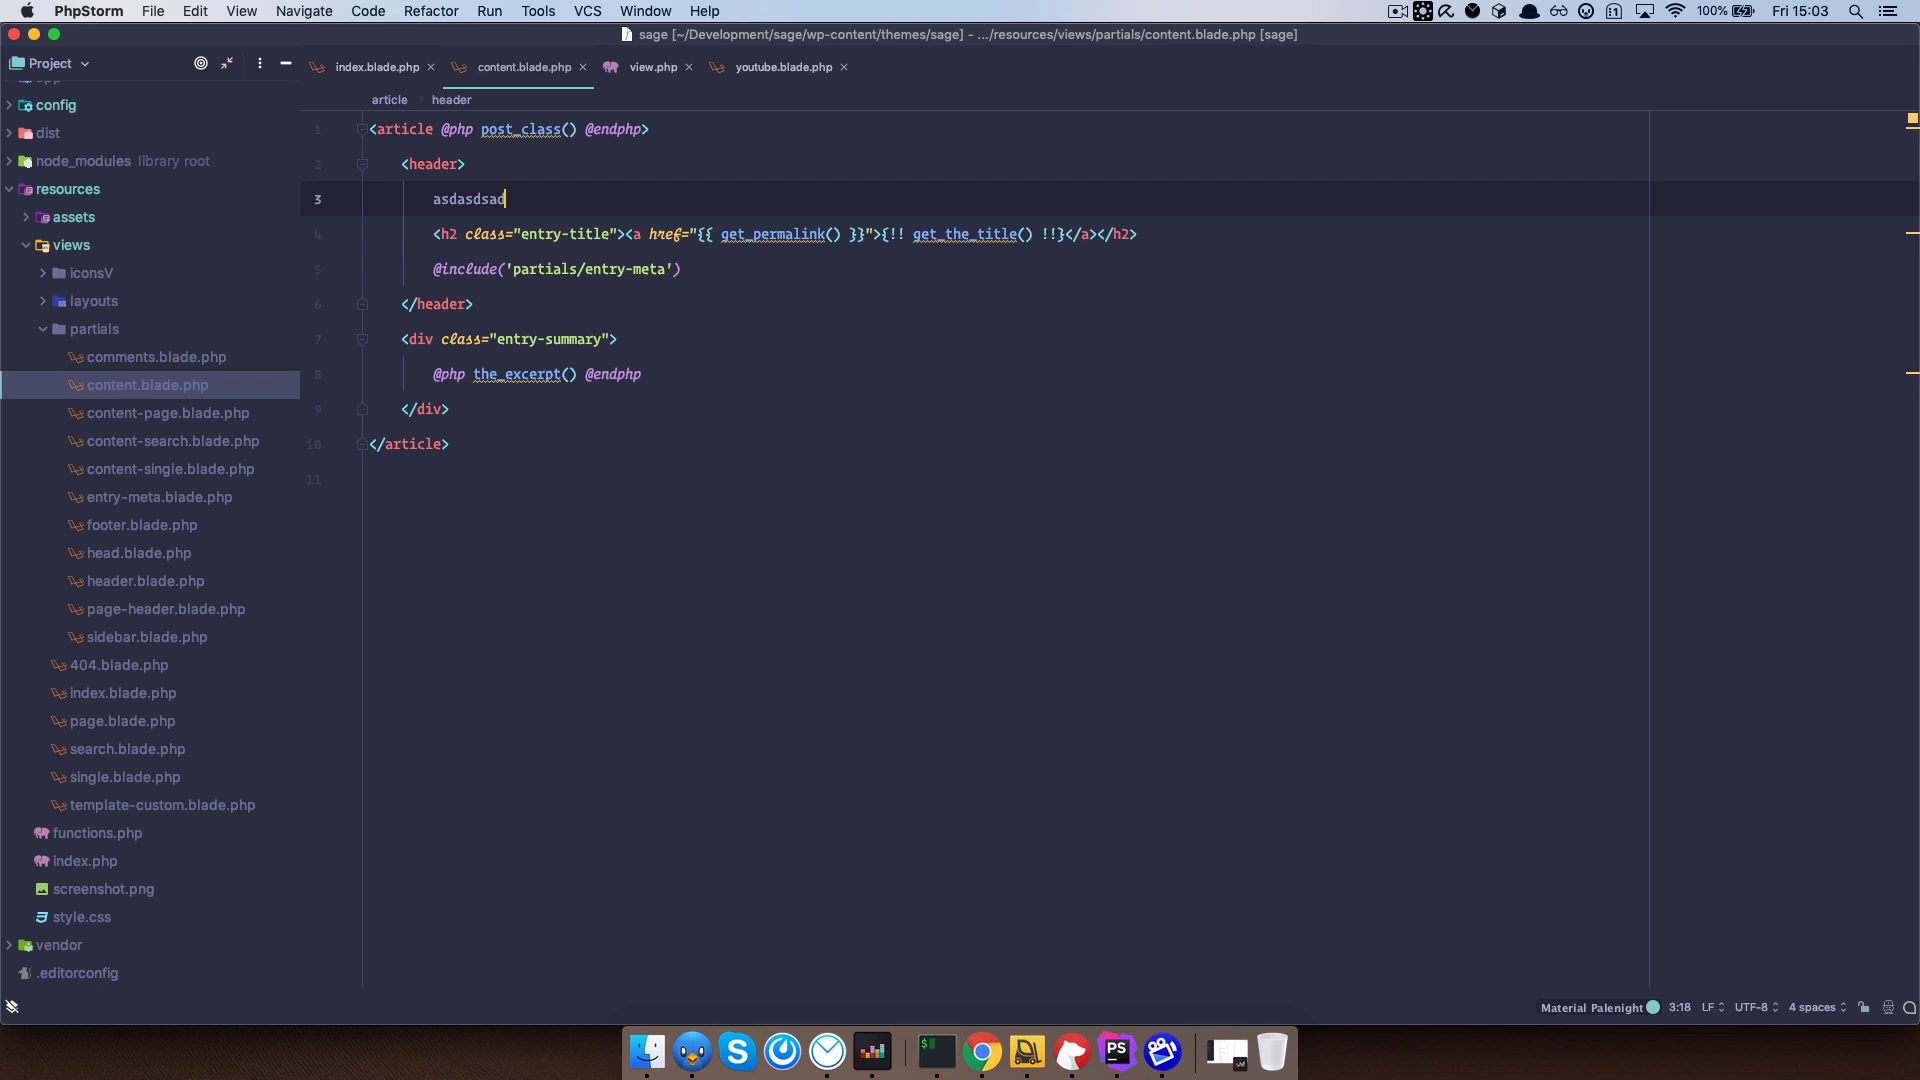 PhpStorm File Edit View Navigate Code Refactor Run Tools VCS Window Help 100% Fri 15:03
sage [~/Development/sage/wp-content/themes/sage] - .../resources/views/partials/content.blade.php [sage]
Project
index.blade.php content.blade.php view.php youtube.blade.php
article header
config
dist
node_modules library root
resources
assets
views
iconsV
layouts
partials
comments.blade.php
content.blade.php
content-page.blade.php
content-search.blade.php
content-single.blade.php
entry-meta.blade.php
footer.blade.php
head.blade.php
header.blade.php
page-header.blade.php
sidebar.blade.php
404.blade.php
index.blade.php
page.blade.php
search.blade.php
single.blade.php
template-custom.blade.php
functions.php
index.php
screenshot.png
style.css
vendor
.editorconfig
1 <article @php post_class() @endphp>
2 <header>
3 asdasdsad
4 <h2 class="entry-title"><a href="{{ get_permalink() }}">{!! get_the_title() !!}</a></h2>
5 @include('partials/entry-meta')
6 </header>
7 <div class="entry-summary">
8 @php the_excerpt() @endphp
9 </div>
10 </article>
11
Material Palenight 3:18 LF UTF-8 4 spaces
$
S
PS